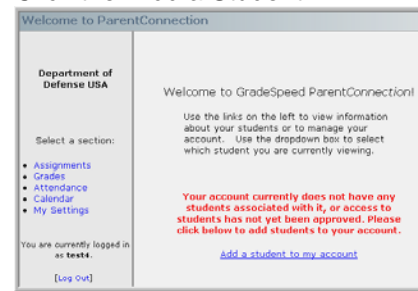 Welcome to ParentConnection
Department of
Defense USA
Select a section:
Assignments
Grades
Attendance
Calendar
My Settings
You are currently logged in
as test4.
[Log Out]
Welcome to GradeSpeed ParentConnection!
Use the links on the left to view information
about your students or to manage your
account. Use the dropdown box to select
which student you are currently viewing.
Your account currently does not have any
students associated with it, or access to
students has not yet been approved. Please
click below to add students to your account.
Add a student to my account